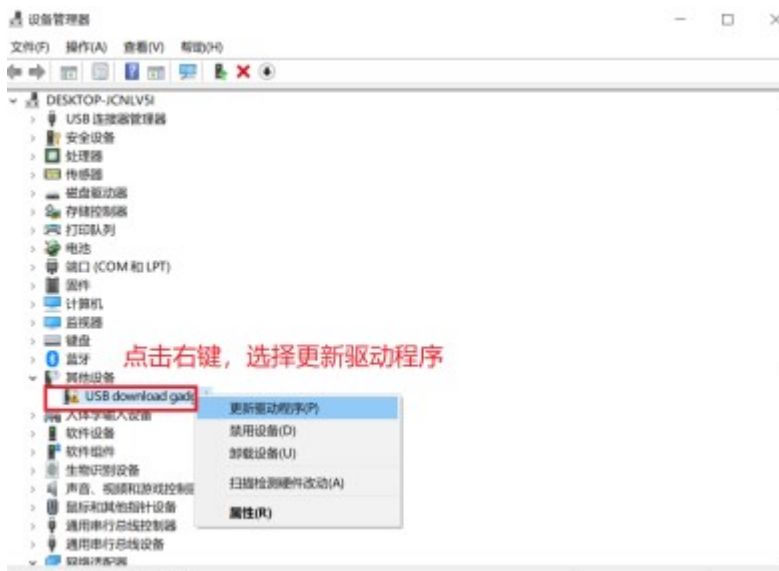 设备管理器
文件(F) 操作(A) 查看(V) 帮助(H)
DESKTOP-JCNLV5I
USB 连接器管理器
安全设备
处理器
传感器
磁盘驱动器
存储控制器
打印队列
电池
端口 (COM 和 LPT)
固件
计算机
监视器
键盘
蓝牙
点击右键，选择更新驱动程序
其他设备
USB download gadg
更新驱动程序(P)
人体学输入设备
禁用设备(D)
软件设备
卸载设备(U)
软件组件
生物识别设备
扫描检测硬件改动(A)
声音、视频和游戏控制
鼠标和其他指针设备
属性(R)
通用串行总线控制器
通用串行总线设备
网络适配器